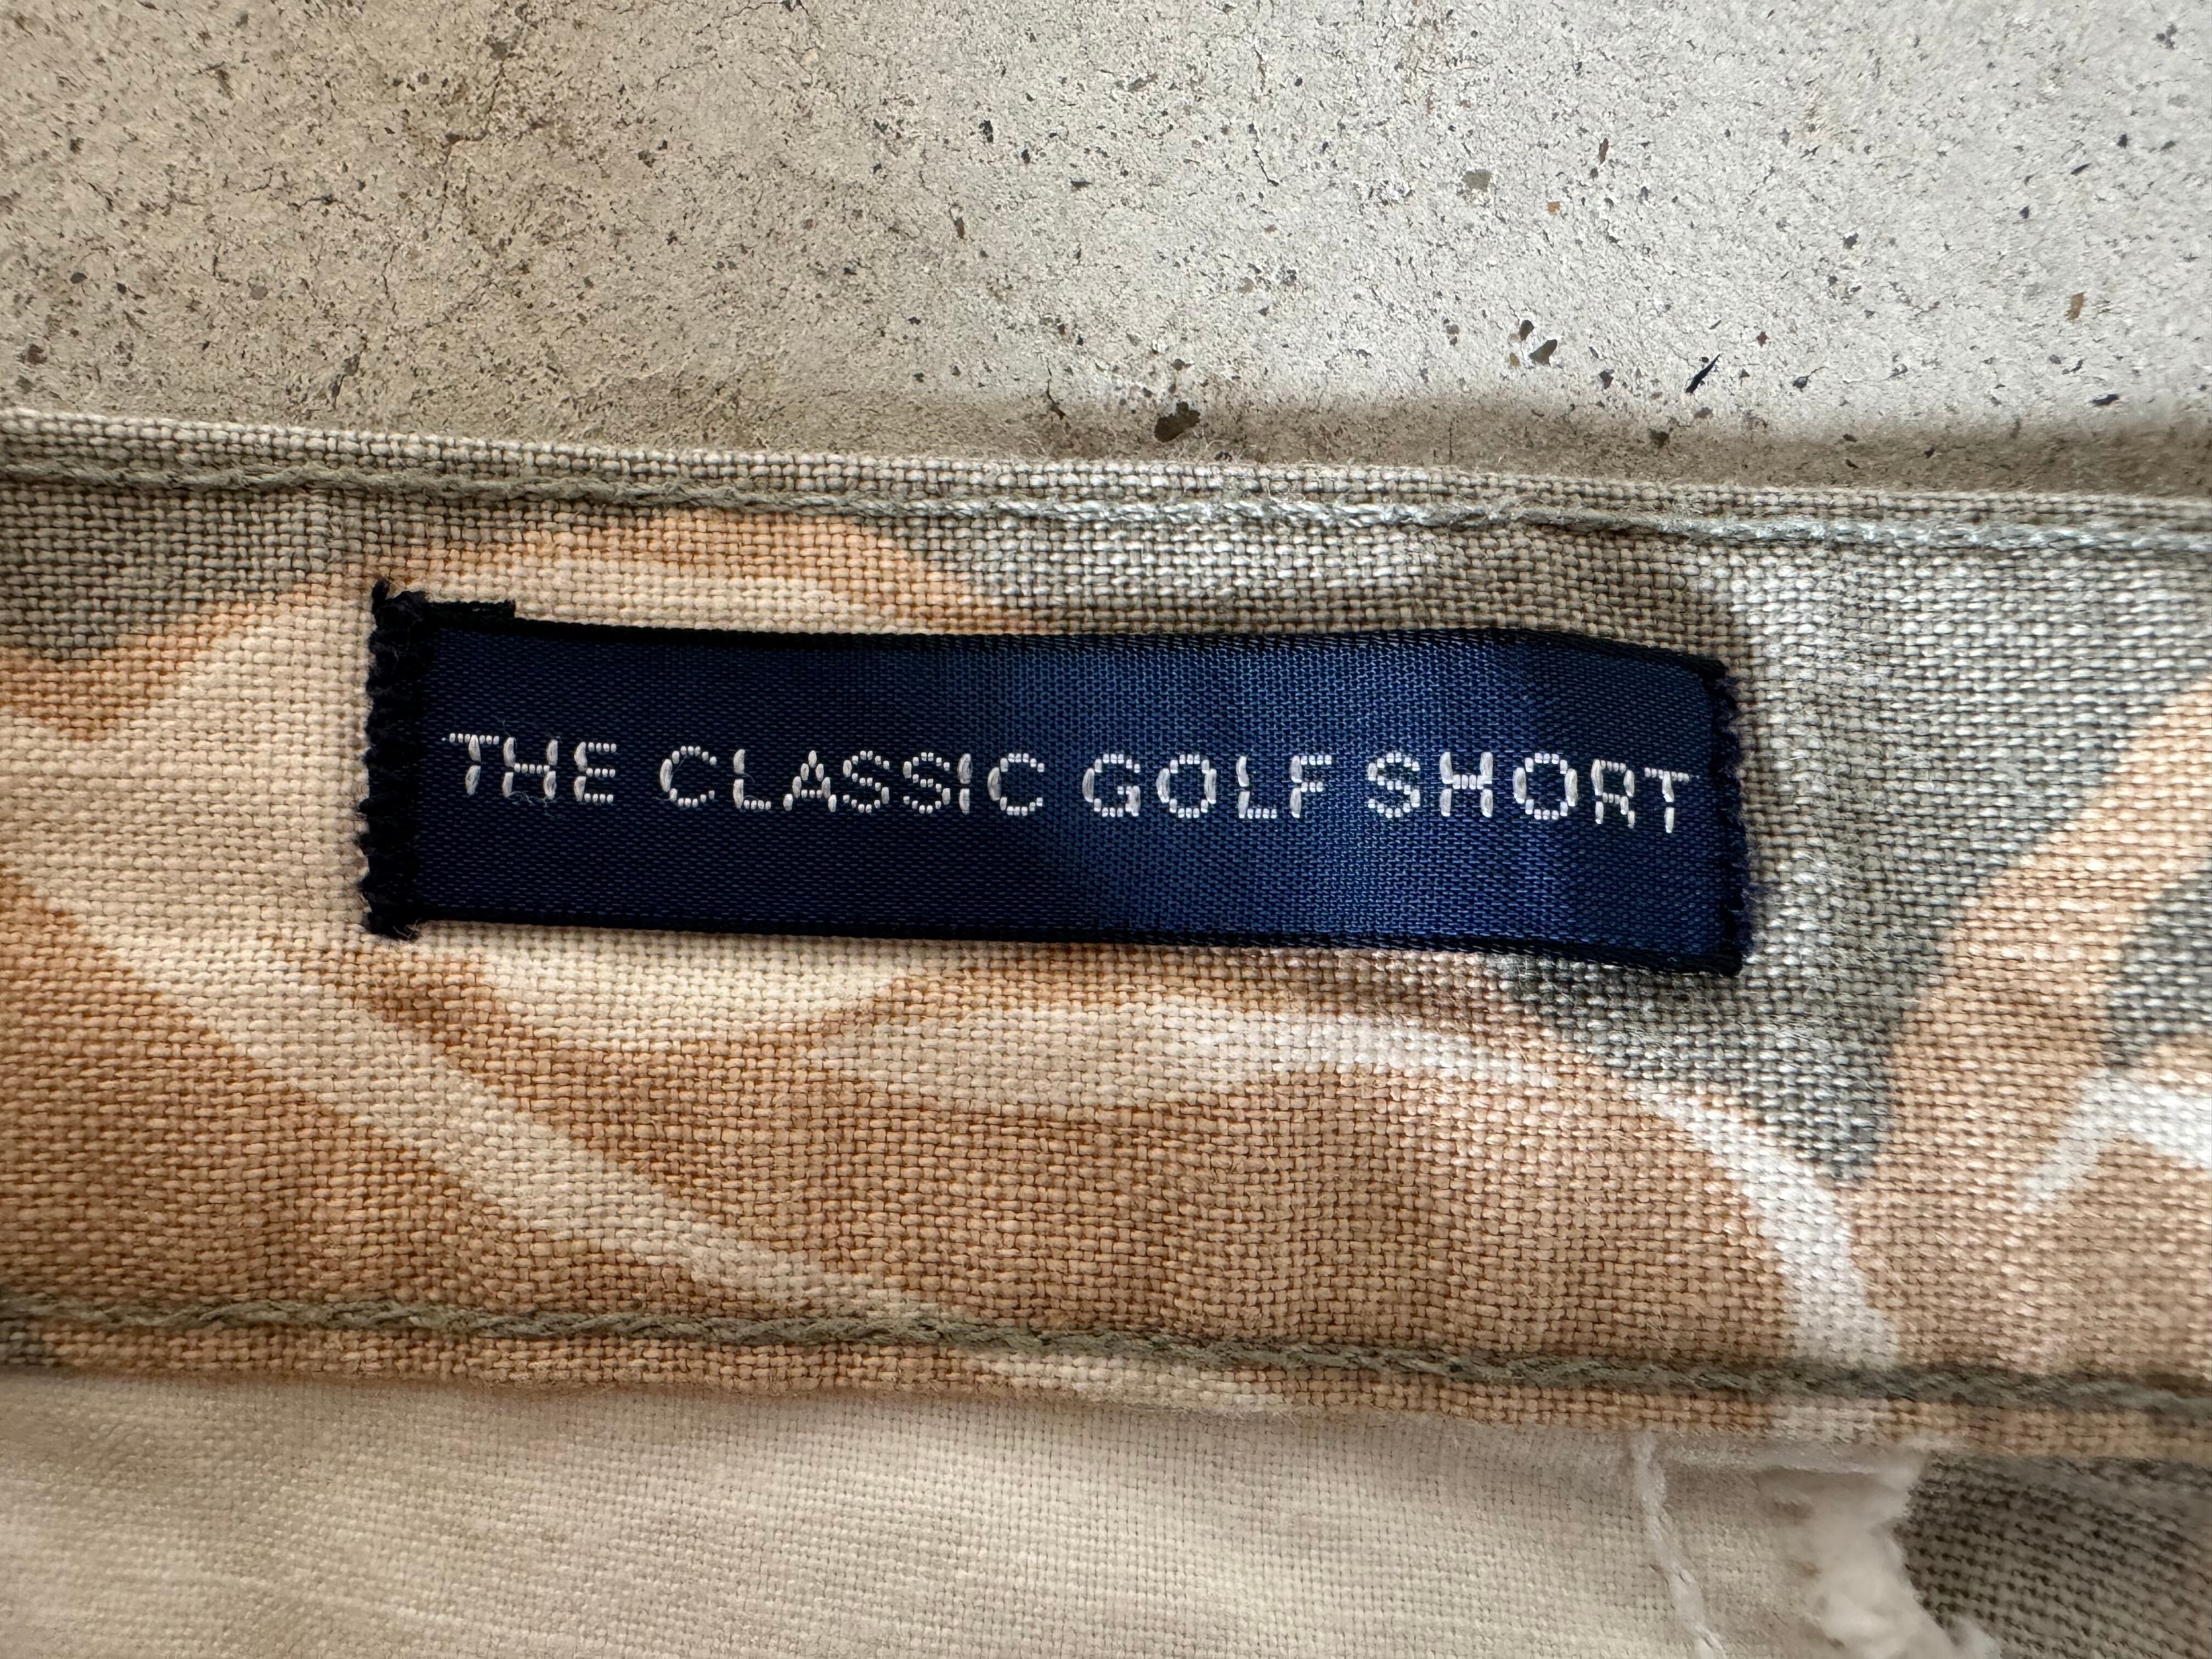 THE CLASSIC GOLF SHORT